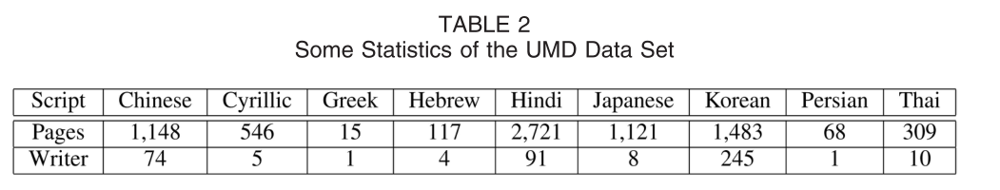 TABLE 2
Some Statistics of the UMD Data Set
Script Chinese Cyrillic Greek Hebrew Hindi Japanese Korean Persian Thai
Pages 1,148 546 15 117 2,721 1,121 1,483 68 309
Writer 74 5 1 4 91 8 245 1 10